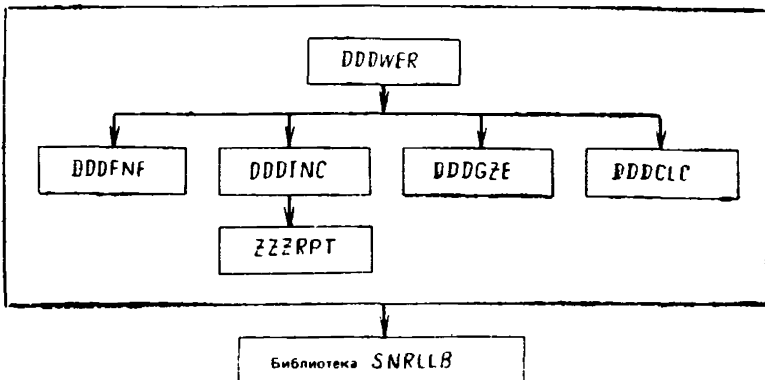 DDDWER
DDDFNF
DDDINC
DDDGZE
DDDCLC
ZZZRPT
Библиотека SNRLLB